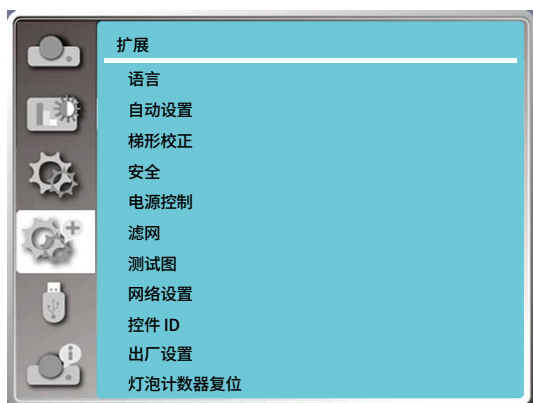 扩展
语言
自动设置
梯形校正
安全
电源控制
滤网
测试图
网络设置
控件 ID
出厂设置
灯泡计数器复位